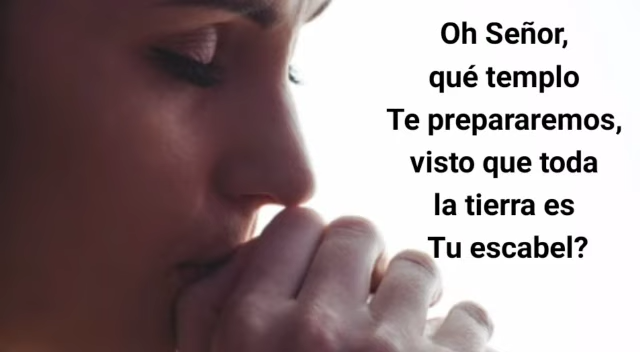 Oh Señor,
qué templo
Te prepararemos,
visto que toda
la tierra es
Tu escabel?